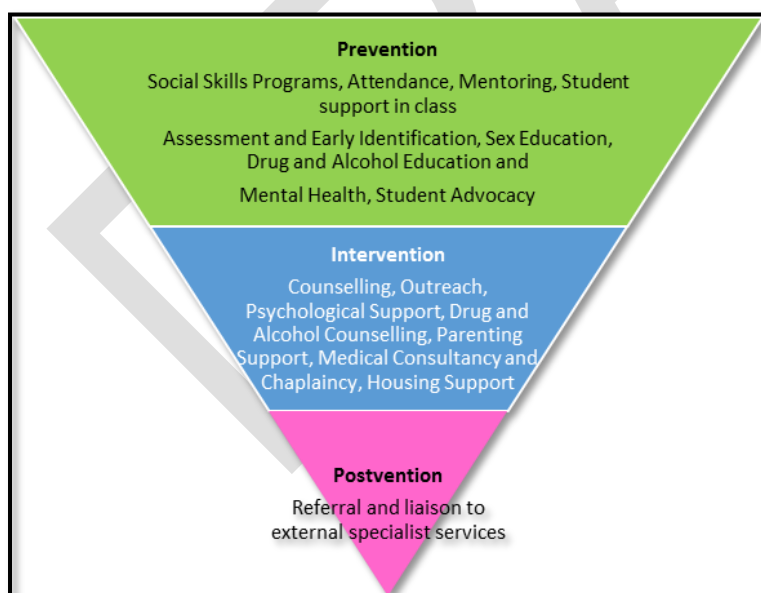 Prevention
Social Skills Programs, Attendance, Mentoring, Student
support in class
Assessment and Early Identification, Sex Education,
Drug and Alcohol Education and
Mental Health, Student Advocacy
Intervention
Counselling, Outreach,
Psychological Support, Drug and
Alcohol Counselling, Parenting
Support, Medical Consultancy and
Chaplaincy, Housing Support
Postvention
Referral and liaison to
external specialist services